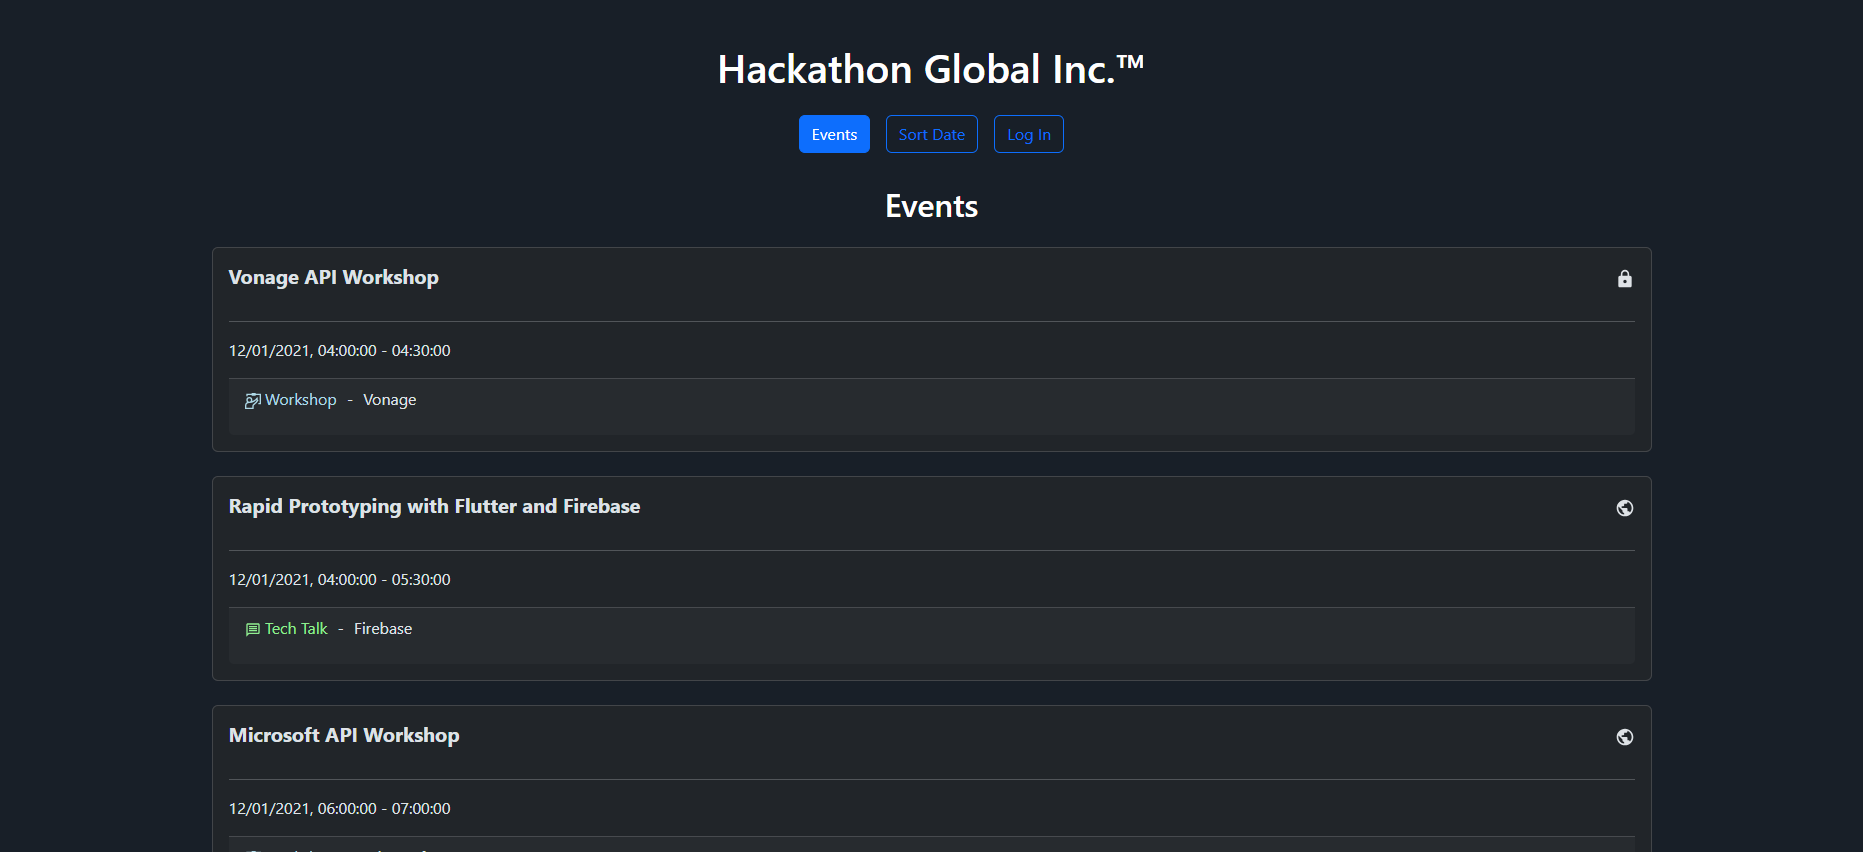 Hackathon Global Inc.™
Events Sort Date Log In
Events
Vonage API Workshop
12/01/2021, 04:00:00 - 04:30:00
Workshop - Vonage
Rapid Prototyping with Flutter and Firebase
12/01/2021, 04:00:00 - 05:30:00
Tech Talk - Firebase
Microsoft API Workshop
12/01/2021, 06:00:00 - 07:00:00